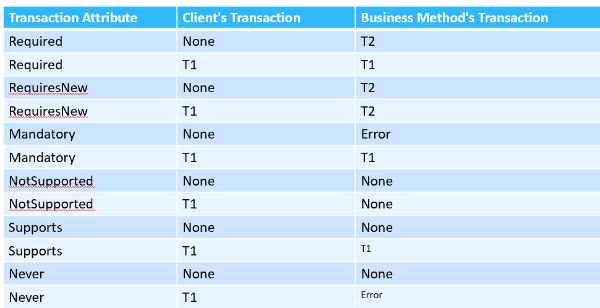 Transaction Attribute Client's Transaction Business Method's Transaction
Required None T2
Required T1 T1
RequiresNew None T2
RequiresNew T1 T2
Mandatory None Error
Mandatory T1 T1
NotSupported None None
NotSupported T1 None
Supports None None
Supports T1 T1
Never None None
Never T1 Error